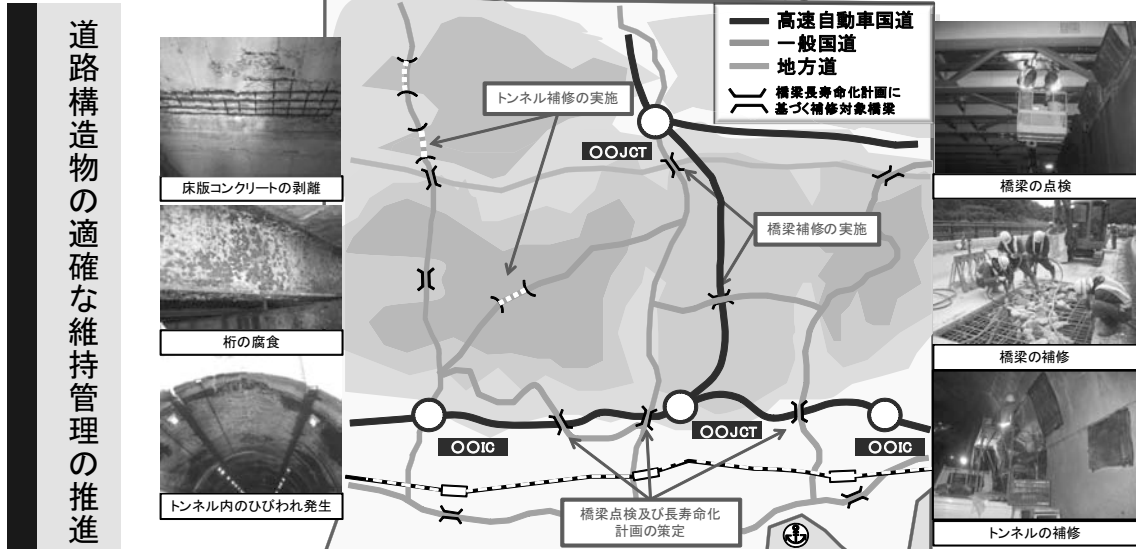 道路構造物の適確な維持管理の推進
床版コンクリートの剥離
桁の腐食
トンネル内のひびわれ発生
高速自動車国道
一般国道
地方道
橋梁長寿命化計画に
基づく補修対象橋梁
トンネル補修の実施
○○JCT
橋梁補修の実施
○○IC
○○JCT
○○IC
橋梁点検及び長寿命化
計画の策定
橋梁の点検
橋梁の補修
トンネルの補修